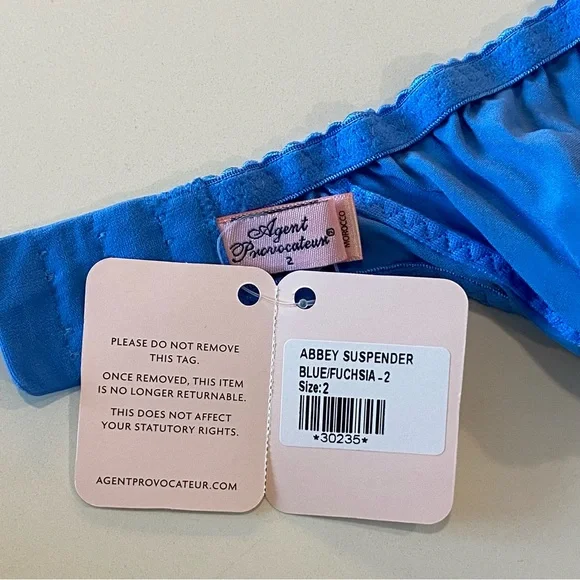 Agent
Provocateur®
2
MOROCCO
PLEASE DO NOT REMOVE
THIS TAG.
ONCE REMOVED, THIS ITEM
IS NO LONGER RETURNABLE.
THIS DOES NOT AFFECT
YOUR STATUTORY RIGHTS.
AGENTPROVOCATEUR.COM
ABBEY SUSPENDER
BLUE/FUCHSIA - 2
Size: 2
*30235*